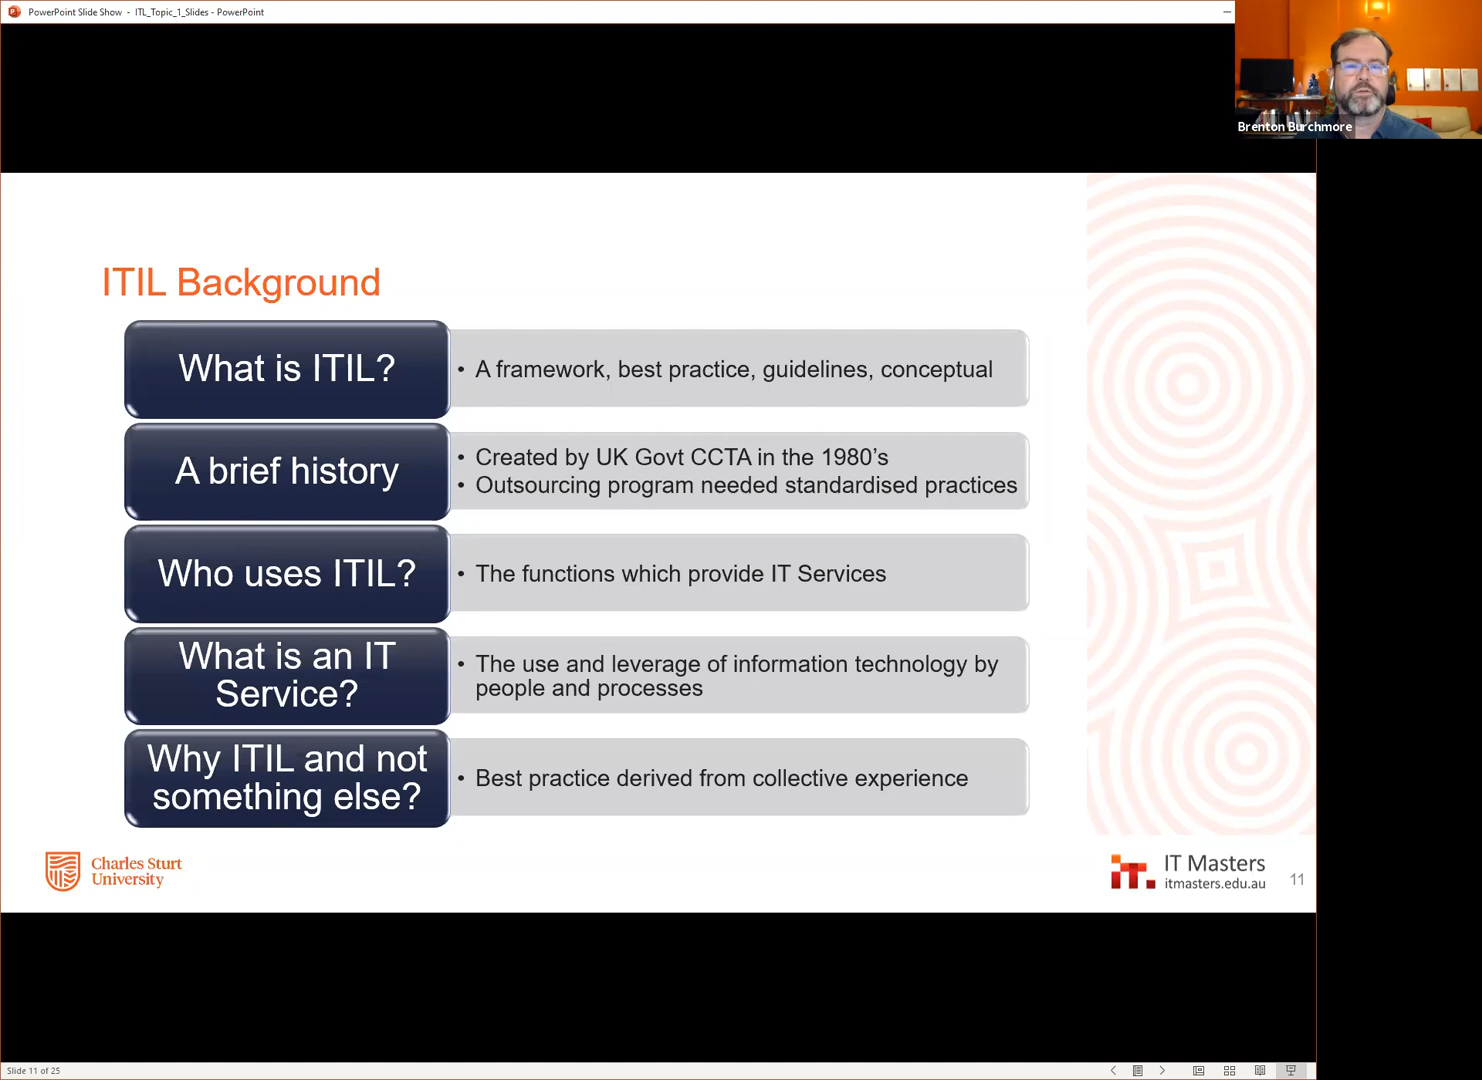 PowerPoint Slide Show - ITL_Topic_1_Slides - PowerPoint
Brenton Burchmore
ITIL Background
What is ITIL?
• A framework, best practice, guidelines, conceptual
A brief history
• Created by UK Govt CCTA in the 1980’s
• Outsourcing program needed standardised practices
Who uses ITIL?
• The functions which provide IT Services
What is an IT
Service?
• The use and leverage of information technology by
people and processes
Why ITIL and not
something else?
• Best practice derived from collective experience
Charles Sturt
University
it.
IT Masters
itmasters.edu.au
11
Slide 11 of 25